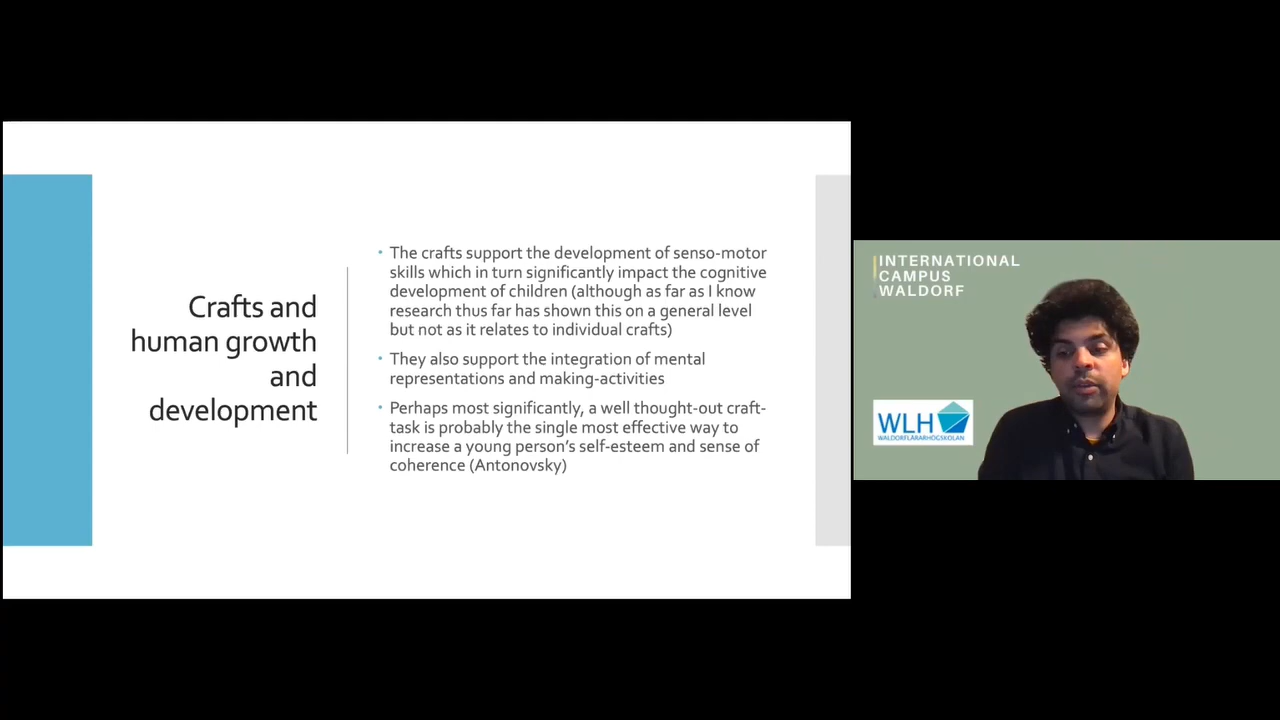 Crafts and
human growth
and
development
• The crafts support the development of senso-motor
skills which in turn significantly impact the cognitive
development of children (although as far as I know
research thus far has shown this on a general level
but not as it relates to individual crafts)
• They also support the integration of mental
representations and making-activities
• Perhaps most significantly, a well thought-out craft-
task is probably the single most effective way to
increase a young person's self-esteem and sense of
coherence (Antonovsky)
INTERNATIONAL
CAMPUS
WALDORF
WLH
WALDORFLÄRARHÖGSKOLAN